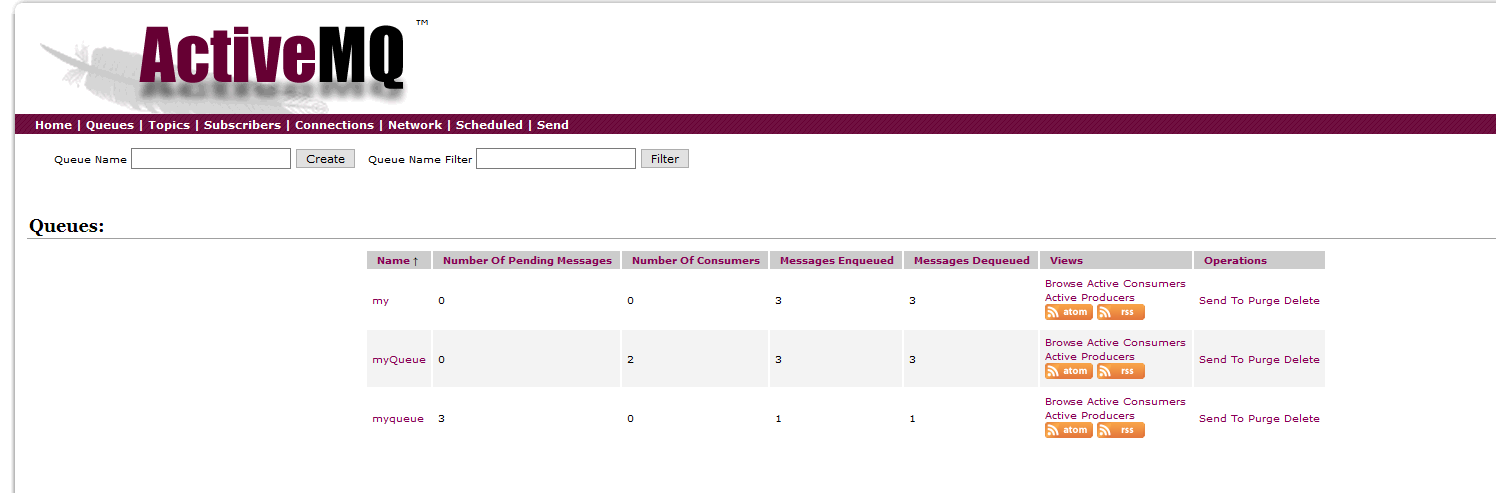 ActiveMQ ™
Home | Queues | Topics | Subscribers | Connections | Network | Scheduled | Send
Queue Name Create Queue Name Filter Filter
Queues:
Name ↑ Number Of Pending Messages Number Of Consumers Messages Enqueued Messages Dequeued Views Operations
my 0 0 3 3 Browse Active Consumers
Active Producers
atom rss Send To Purge Delete
myQueue 0 2 3 3 Browse Active Consumers
Active Producers
atom rss Send To Purge Delete
myqueue 3 0 1 1 Browse Active Consumers
Active Producers
atom rss Send To Purge Delete